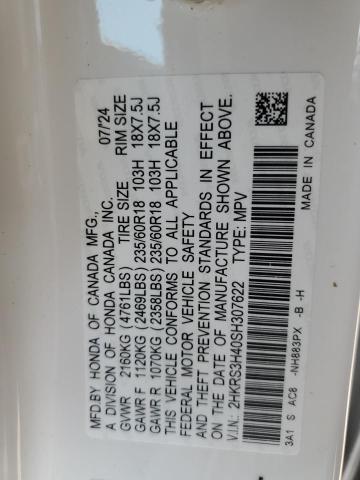 MFD.BY HONDA OF CANADA MFG., 07/'24
A DIVISION OF HONDA CANADA INC.
GVWR 2160KG (4761LBS) TIRE SIZE RIM SIZE
GAWR F 1120KG (2469LBS) 235/60R18 103H 18X7.5J
GAWR R 1070KG (2358LBS) 235/60R18 103H 18X7.5J
THIS VEHICLE CONFORMS TO ALL APPLICABLE
FEDERAL MOTOR VEHICLE SAFETY
AND THEFT PREVENTION STANDARDS IN EFFECT
ON THE DATE OF MANUFACTURE SHOWN ABOVE.
V.I.N.: 2HKRS3H40SH307622 TYPE: MPV
3A1 S AC8 -NH883PX -B -H MADE IN CANADA